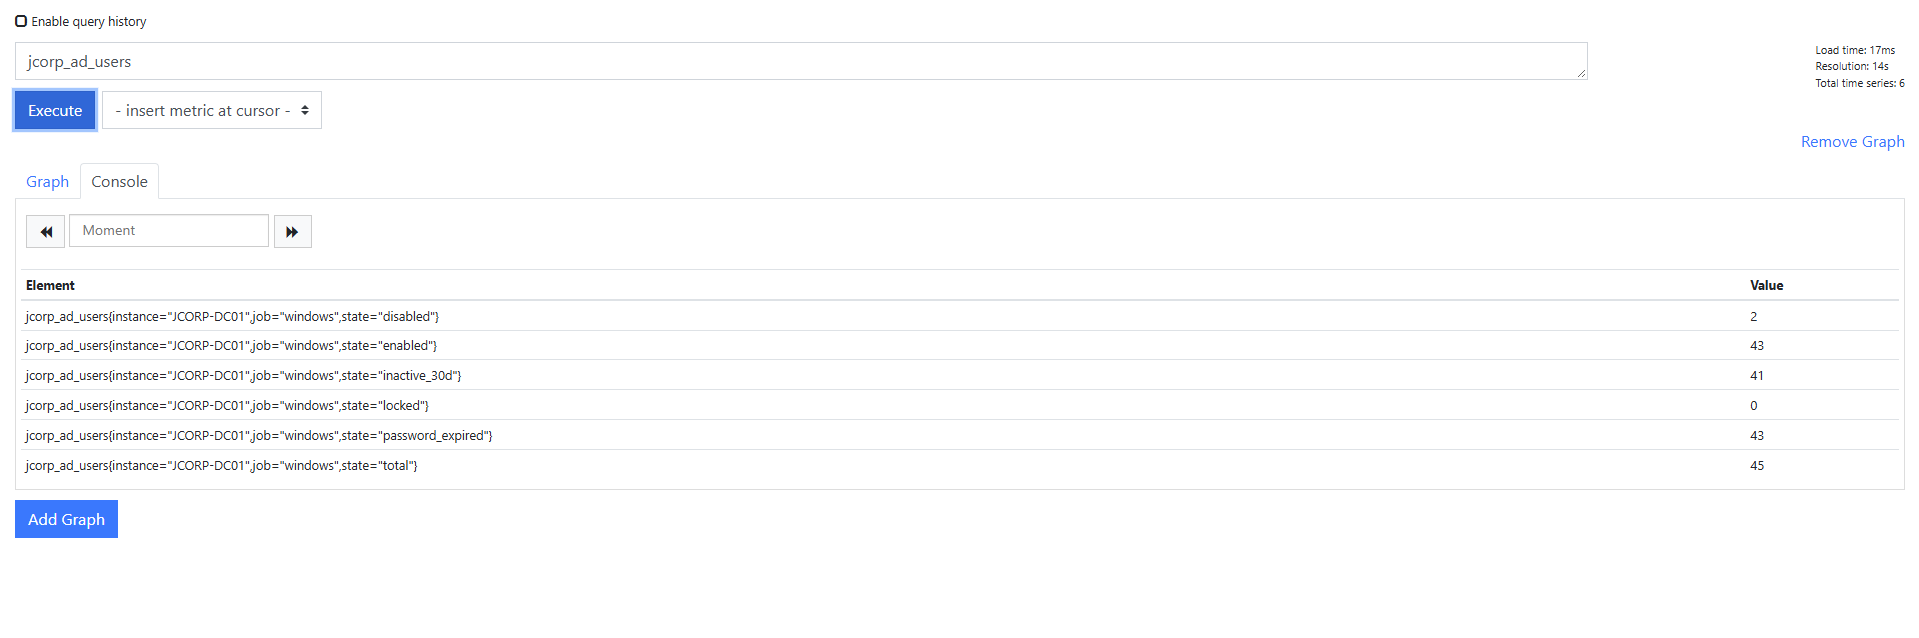 Enable query history
jcorp_ad_users
Load time: 17ms
Resolution: 14s
Total time series: 6
Execute
- insert metric at cursor -
Remove Graph
Graph
Console
Moment
Element Value
jcorp_ad_users{instance="JCORP-DC01",job="windows",state="disabled"} 2
jcorp_ad_users{instance="JCORP-DC01",job="windows",state="enabled"} 43
jcorp_ad_users{instance="JCORP-DC01",job="windows",state="inactive_30d"} 41
jcorp_ad_users{instance="JCORP-DC01",job="windows",state="locked"} 0
jcorp_ad_users{instance="JCORP-DC01",job="windows",state="password_expired"} 43
jcorp_ad_users{instance="JCORP-DC01",job="windows",state="total"} 45
Add Graph